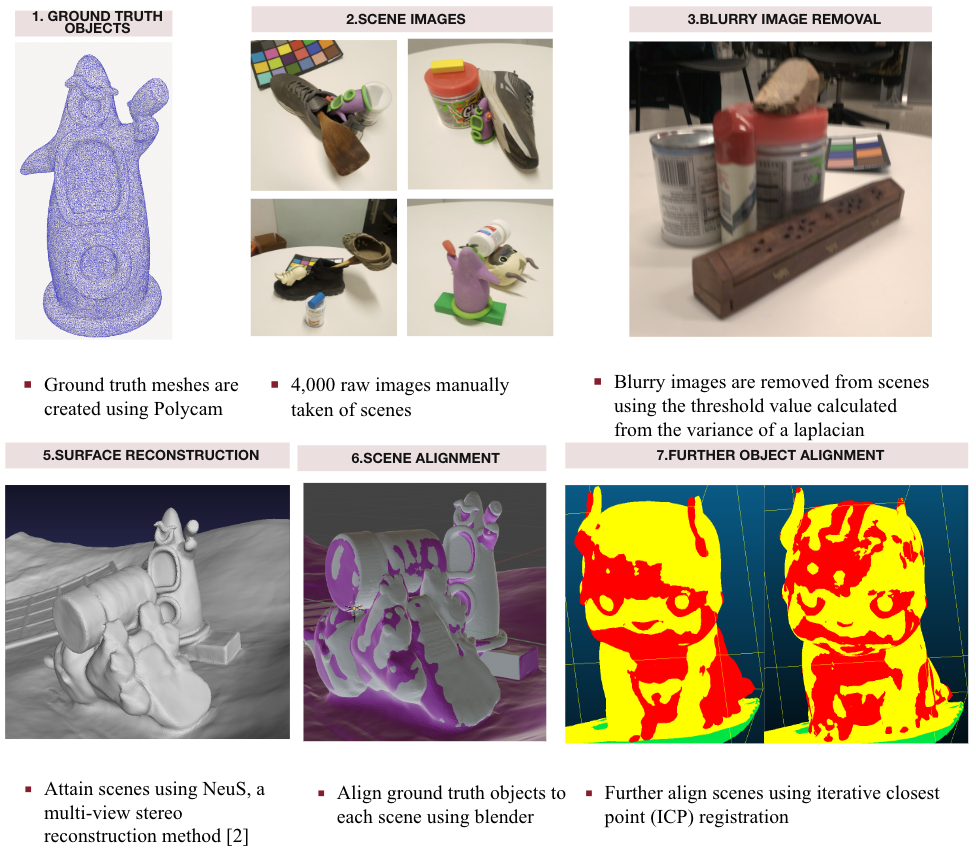 1. GROUND TRUTH
OBJECTS
2.SCENE IMAGES
3.BLURRY IMAGE REMOVAL
Ground truth meshes are
created using Polycam
4,000 raw images manually
taken of scenes
Blurry images are removed from scenes
using the threshold value calculated
from the variance of a laplacian
5.SURFACE RECONSTRUCTION
6.SCENE ALIGNMENT
7.FURTHER OBJECT ALIGNMENT
Attain scenes using NeuS, a
multi-view stereo
reconstruction method [2]
Align ground truth objects to
each scene using blender
Further align scenes using iterative closest
point (ICP) registration